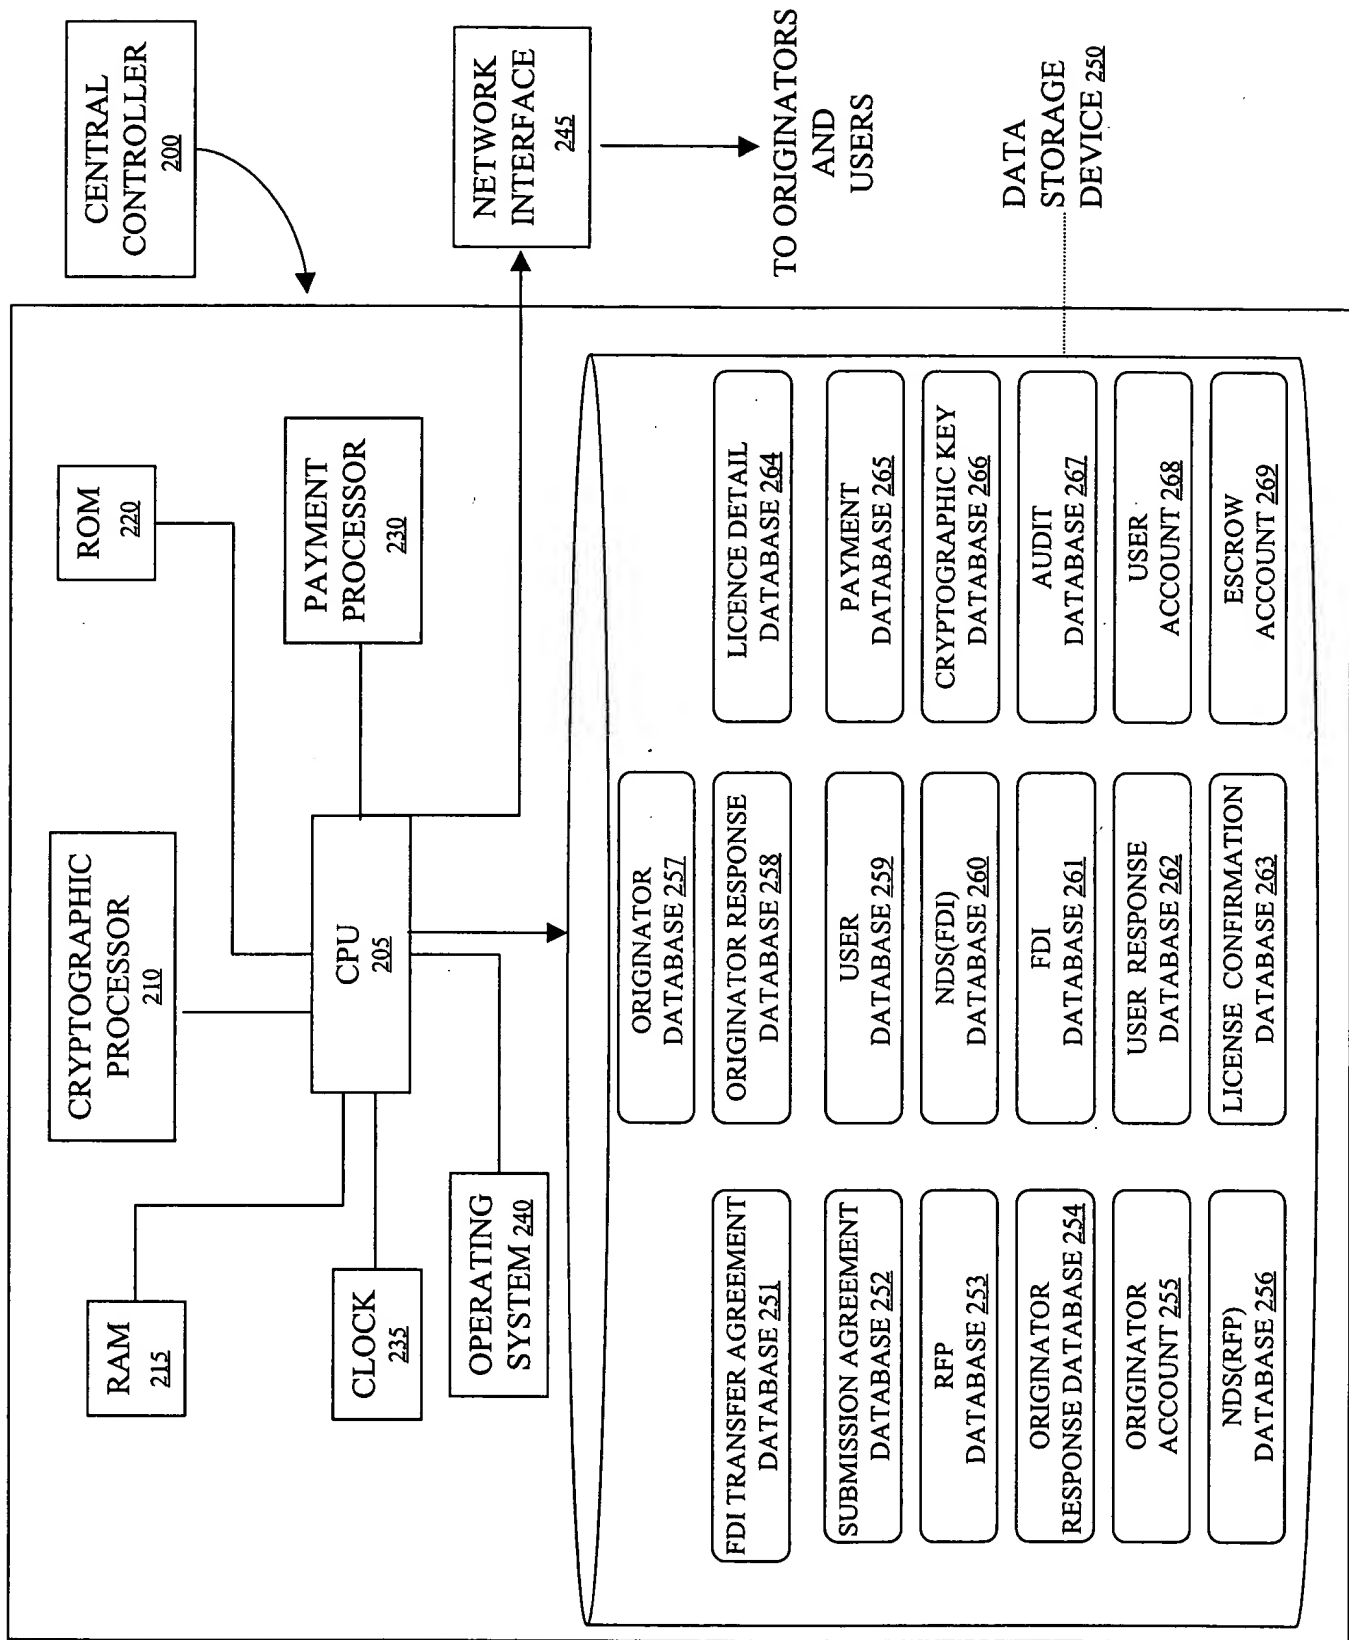 CENTRAL
CONTROLLER
200
RAM
215
CRYPTOGRAPHIC
PROCESSOR
210
ROM
220
CLOCK
235
CPU
205
PAYMENT
PROCESSOR
230
OPERATING
SYSTEM 240
NETWORK
INTERFACE
245
TO ORIGINATORS
AND
USERS
ORIGINATOR
DATABASE 257
FDI TRANSFER AGREEMENT
DATABASE 251
ORIGINATOR RESPONSE
DATABASE 258
LICENCE DETAIL
DATABASE 264
SUBMISSION AGREEMENT
DATABASE 252
USER
DATABASE 259
PAYMENT
DATABASE 265
RFP
DATABASE 253
NDS(FDI)
DATABASE 260
CRYPTOGRAPHIC KEY
DATABASE 266
ORIGINATOR
RESPONSE DATABASE 254
FDI
DATABASE 261
AUDIT
DATABASE 267
ORIGINATOR
ACCOUNT 255
USER RESPONSE
DATABASE 262
USER
ACCOUNT 268
NDS(RFP)
DATABASE 256
LICENSE CONFIRMATION
DATABASE 263
ESCROW
ACCOUNT 269
DATA
STORAGE
DEVICE 250